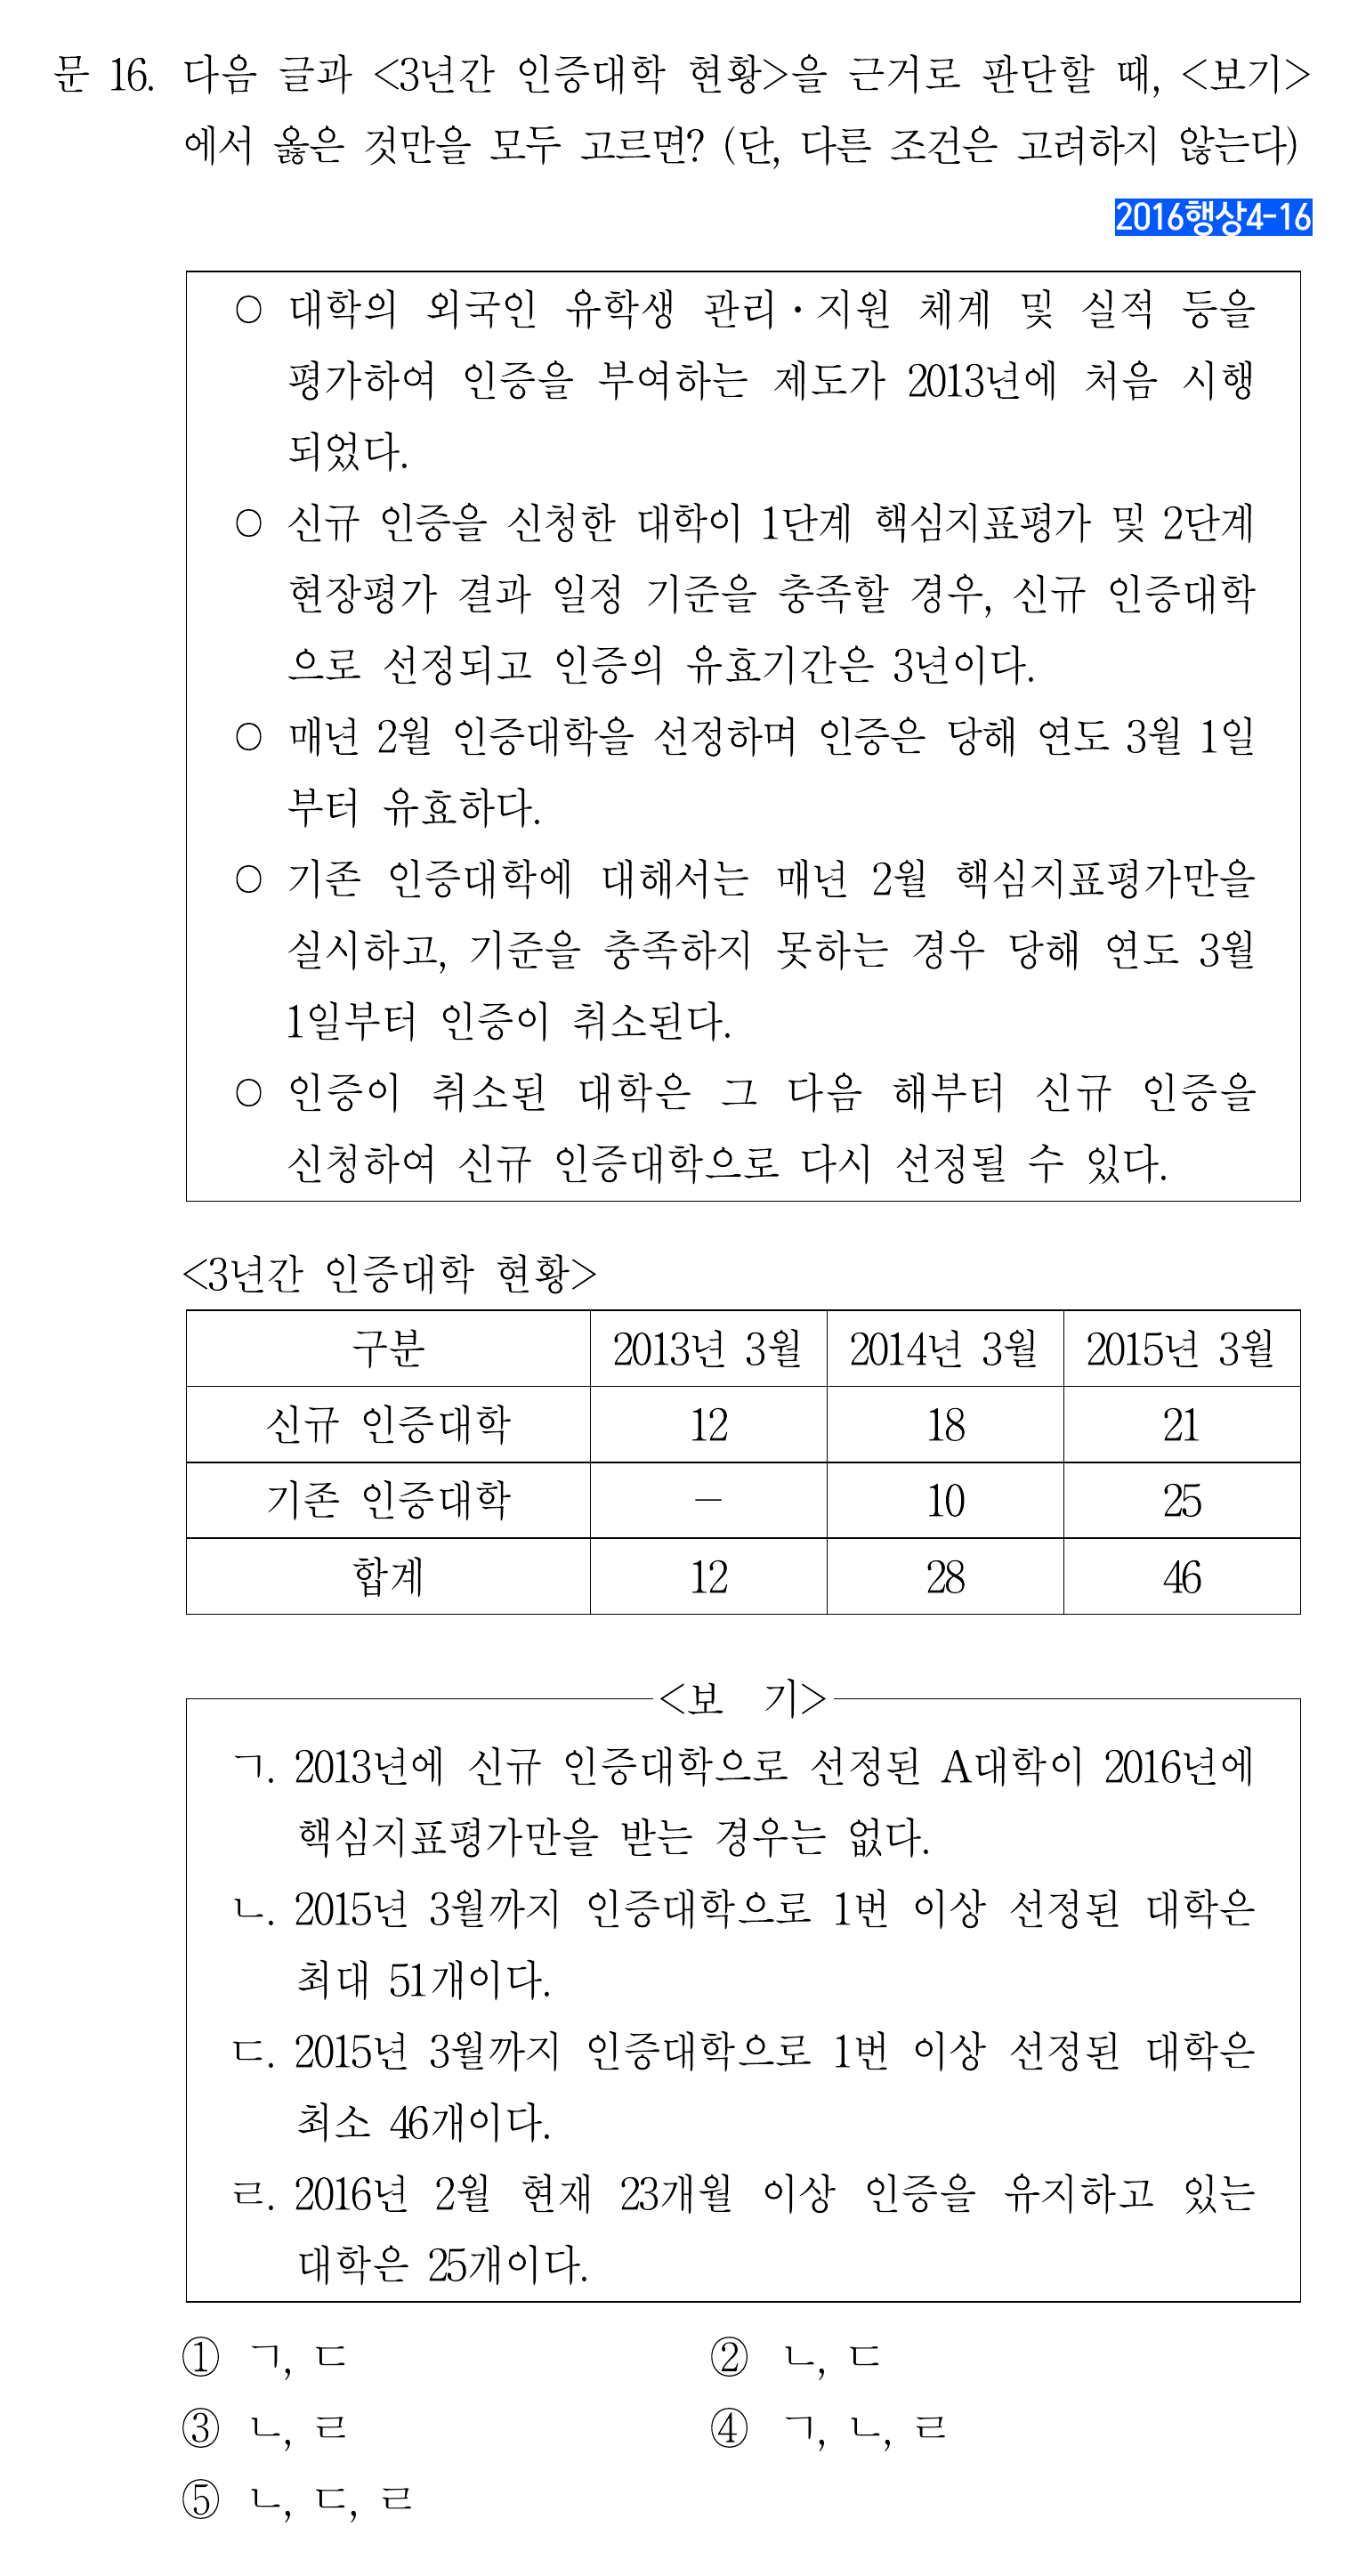 문 16. 다음 글과 <3년간 인증대학 현황>을 근거로 판단할 때, <보기>
에서 옳은 것만을 모두 고르면? (단, 다른 조건은 고려하지 않는다)
2016행상4-16
○ 대학의 외국인 유학생 관리·지원 체계 및 실적 등을
평가하여 인증을 부여하는 제도가 2013년에 처음 시행
되었다.
○ 신규 인증을 신청한 대학이 1단계 핵심지표평가 및 2단계
현장평가 결과 일정 기준을 충족할 경우, 신규 인증대학
으로 선정되고 인증의 유효기간은 3년이다.
○ 매년 2월 인증대학을 선정하며 인증은 당해 연도 3월 1일
부터 유효하다.
○ 기존 인증대학에 대해서는 매년 2월 핵심지표평가만을
실시하고, 기준을 충족하지 못하는 경우 당해 연도 3월
1일부터 인증이 취소된다.
○ 인증이 취소된 대학은 그 다음 해부터 신규 인증을
신청하여 신규 인증대학으로 다시 선정될 수 있다.
<3년간 인증대학 현황>
구분 2013년 3월 2014년 3월 2015년 3월
신규 인증대학 12 18 21
기존 인증대학 - 10 25
합계 12 28 46
<보 기>
ㄱ. 2013년에 신규 인증대학으로 선정된 A대학이 2016년에
핵심지표평가만을 받는 경우는 없다.
ㄴ. 2015년 3월까지 인증대학으로 1번 이상 선정된 대학은
최대 51개이다.
ㄷ. 2015년 3월까지 인증대학으로 1번 이상 선정된 대학은
최소 46개이다.
ㄹ. 2016년 2월 현재 23개월 이상 인증을 유지하고 있는
대학은 25개이다.
① ㄱ, ㄷ ② ㄴ, ㄷ
③ ㄴ, ㄹ ④ ㄱ, ㄴ, ㄹ
⑤ ㄴ, ㄷ, ㄹ